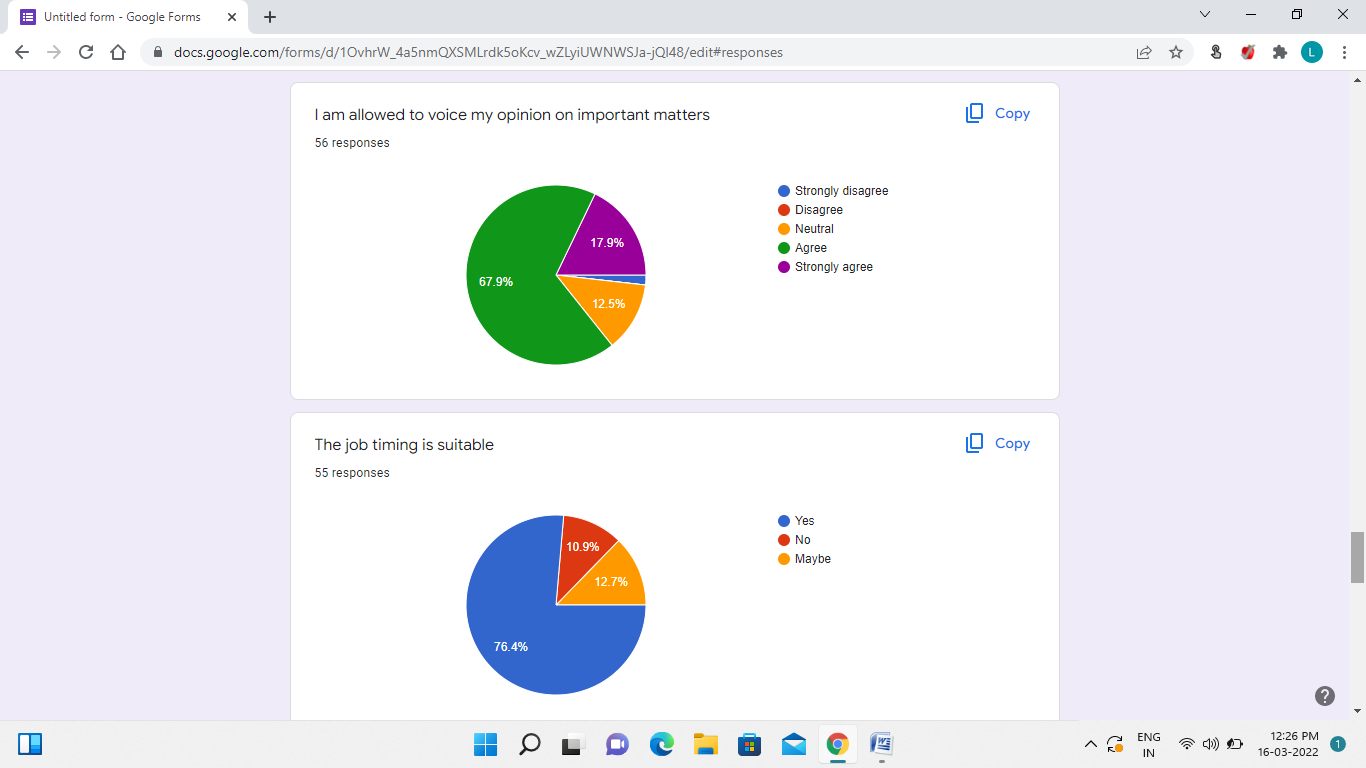 Untitled form - Google Forms
docs.google.com/forms/d/1OvhrW_4a5nmQXSMLrdk5oKcv_wZLyiUWNWSJa-jQl48/edit#responses
L
I am allowed to voice my opinion on important matters
Copy
56 responses
Strongly disagree
Disagree
Neutral
Agree
Strongly agree
17.9%
67.9%
12.5%
The job timing is suitable
Copy
55 responses
Yes
No
Maybe
10.9%
12.7%
76.4%
ENG
IN
12:26 PM
16-03-2022
1